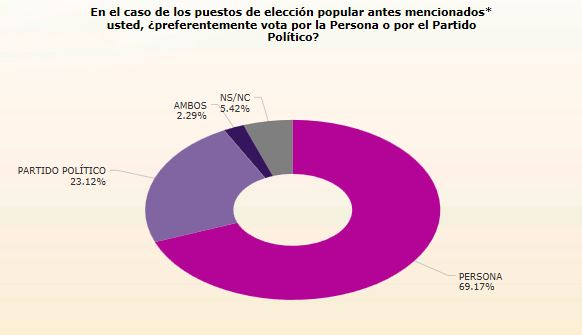 En el caso de los puestos de elección popular antes mencionados*
usted, ¿preferentemente vota por la Persona o por el Partido
Político?
NS/NC
5.42%
AMBOS
2.29%
PARTIDO POLÍTICO
23.12%
PERSONA
69.17%